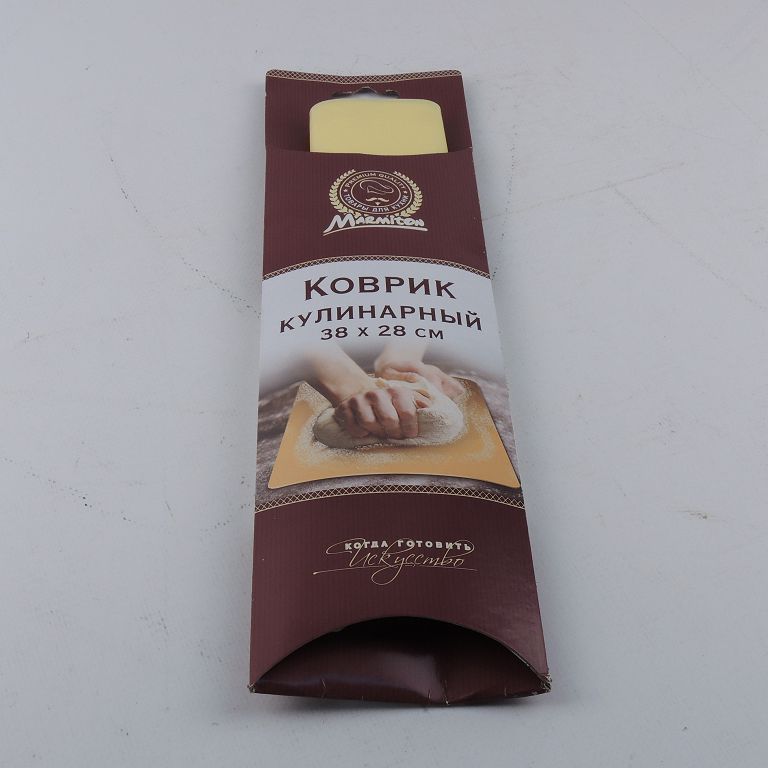 PREMIUM QUALITY
ТОВАРЫ ДЛЯ КУХНИ
Marmiton
КОВРИК
КУЛИНАРНЫЙ
38 x 28 см
КОГДА ГОТОВИТЬ
Искусство